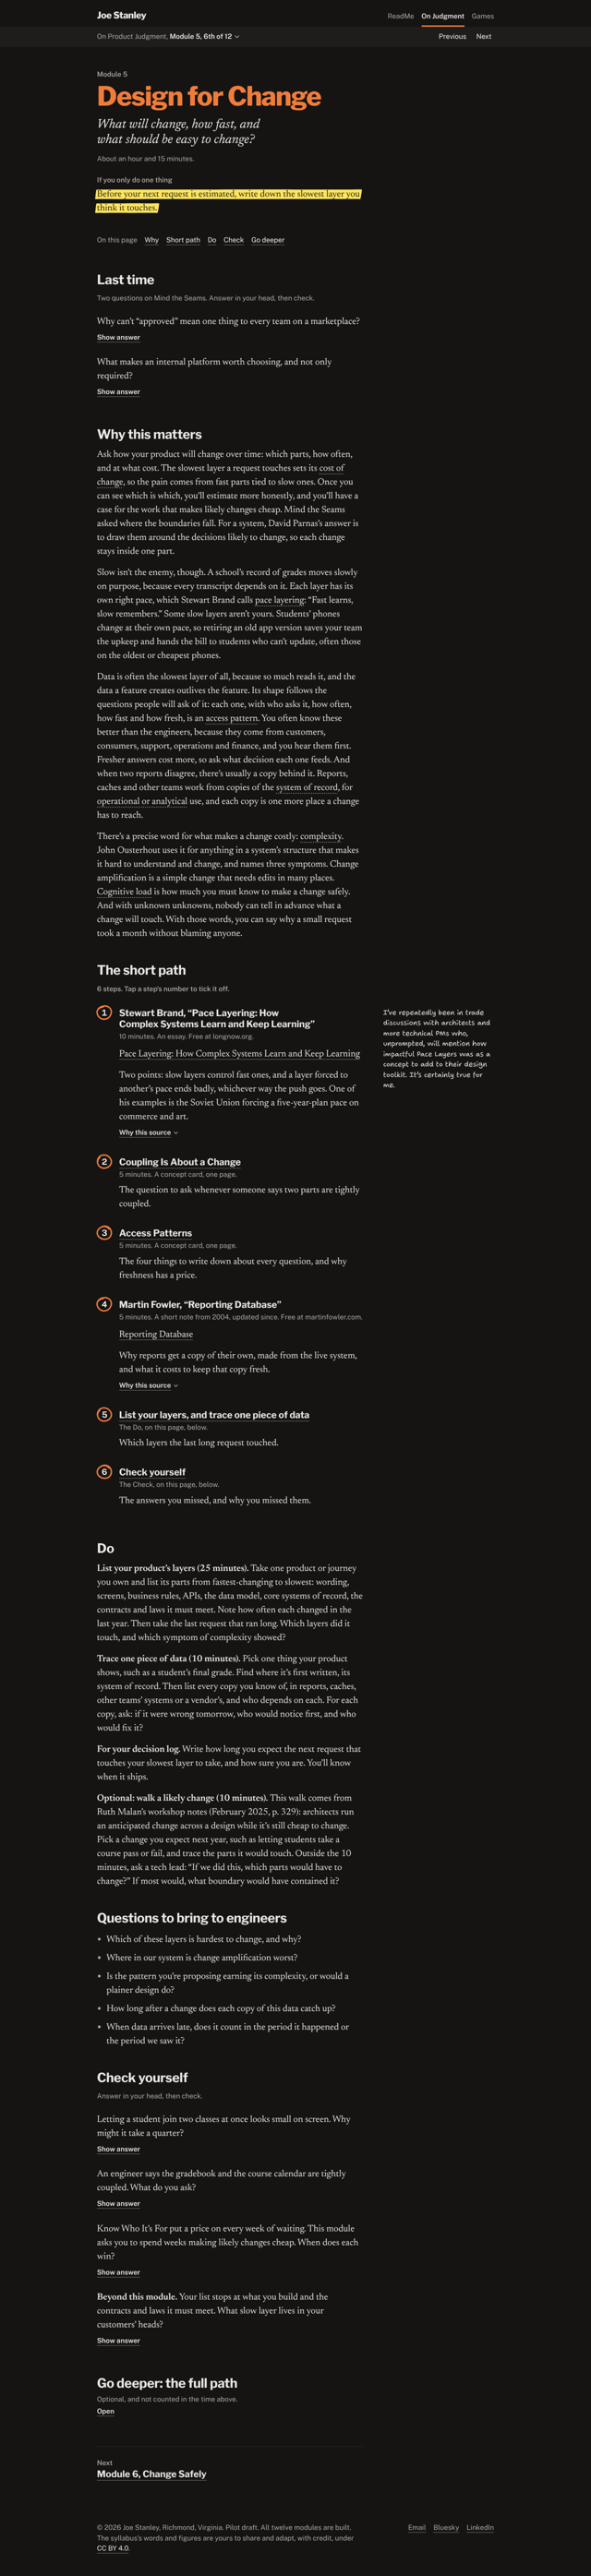 Joe Stanley
ReadMe On Judgment Games
On Product Judgment, Module 5, 6th of 12
Previous Next
Module 5
Design for Change
What will change, how fast, and
what should be easy to change?
About an hour and 15 minutes.
If you only do one thing
Before your next request is estimated, write down the slowest layer you
think it touches.
On this page Why Short path Do Check Go deeper
Last time
Two questions on Mind the Seams. Answer in your head, then check.
Why can't “approved” mean one thing to every team on a marketplace?
Show answer
What makes an internal platform worth choosing, and not only
required?
Show answer
Why this matters
Ask how your product will change over time: which parts, how often,
and at what cost. The slowest layer a request touches sets its cost of
change, so the pain comes from fast parts tied to slow ones. Once you
can see which is which, you'll estimate more honestly, and you'll have a
case for the work that makes likely changes cheap. Mind the Seams
asked where the boundaries fall. For a system, David Parnas's answer is
to draw them around the decisions likely to change, so each change
stays inside one part.
Slow isn't the enemy, though. A school's record of grades moves slowly
on purpose, because every transcript depends on it. Each layer has its
own right pace, which Stewart Brand calls pace layering: “Fast learns,
slow remembers.” Some slow layers aren't yours. Students' phones
change at their own pace, so retiring an old app version saves your team
the upkeep and hands the bill to students who can't update, often those
on the oldest or cheapest phones.
Data is often the slowest layer of all, because so much reads it, and the
data a feature creates outlives the feature. Its shape follows the
questions people will ask of it: each one, with who asks it, how often,
how fast and how fresh, is an access pattern. You often know these
better than the engineers, because they come from customers,
consumers, support, operations and finance, and you hear them first.
Fresher answers cost more, so ask what decision each one feeds. And
when two reports disagree, there's usually a copy behind it. Reports,
caches and other teams work from copies of the system of record, for
operational or analytical use, and each copy is one more place a change
has to reach.
There's a precise word for what makes a change costly: complexity.
John Ousterhout uses it for anything in a system's structure that makes
it hard to understand and change, and names three symptoms. Change
amplification is a simple change that needs edits in many places.
Cognitive load is how much you must know to make a change safely.
And with unknown unknowns, nobody can tell in advance what a
change will touch. With those words, you can say why a small request
took a month without blaming anyone.
The short path
6 steps. Tap a step's number to tick it off.
1
Stewart Brand, “Pace Layering: How
Complex Systems Learn and Keep Learning”
10 minutes. An essay. Free at longnow.org.
Pace Layering: How Complex Systems Learn and Keep Learning
Two points: slow layers control fast ones, and a layer forced to
another's pace ends badly, whichever way the push goes. One of
his examples is the Soviet Union forcing a five-year-plan pace on
commerce and art.
Why this source
I've repeatedly been in trade
discussions with architects and
more technical PMs who,
unprompted, will mention how
impactful Pace Layers was as a
concept to add to their design
toolkit. It's certainly true for
me.
2
Coupling Is About a Change
5 minutes. A concept card, one page.
The question to ask whenever someone says two parts are tightly
coupled.
3
Access Patterns
5 minutes. A concept card, one page.
The four things to write down about every question, and why
freshness has a price.
4
Martin Fowler, “Reporting Database”
5 minutes. A short note from 2004, updated since. Free at martinfowler.com.
Reporting Database
Why reports get a copy of their own, made from the live system,
and what it costs to keep that copy fresh.
Why this source
5
List your layers, and trace one piece of data
The Do, on this page, below.
Which layers the last long request touched.
6
Check yourself
The Check, on this page, below.
The answers you missed, and why you missed them.
Do
List your product's layers (25 minutes). Take one product or journey
you own and list its parts from fastest-changing to slowest: wording,
screens, business rules, APIs, the data model, core systems of record, the
contracts and laws it must meet. Note how often each changed in the
last year. Then take the last request that ran long. Which layers did it
touch, and which symptom of complexity showed?
Trace one piece of data (10 minutes). Pick one thing your product
shows, such as a student's final grade. Find where it's first written, its
system of record. Then list every copy you know of, in reports, caches,
other teams' systems or a vendor's, and who depends on each. For each
copy, ask: if it were wrong tomorrow, who would notice first, and who
would fix it?
For your decision log. Write how long you expect the next request that
touches your slowest layer to take, and how sure you are. You'll know
when it ships.
Optional: walk a likely change (10 minutes). This walk comes from
Ruth Malan's workshop notes (February 2025, p. 329): architects run
an anticipated change across a design while it's still cheap to change.
Pick a change you expect next year, such as letting students take a
course pass or fail, and trace the parts it would touch. Outside the 10
minutes, ask a tech lead: “If we did this, which parts would have to
change?” If most would, what boundary would have contained it?
Questions to bring to engineers
• Which of these layers is hardest to change, and why?
• Where in our system is change amplification worst?
• Is the pattern you're proposing earning its complexity, or would a
plainer design do?
• How long after a change does each copy of this data catch up?
• When data arrives late, does it count in the period it happened or
the period we saw it?
Check yourself
Answer in your head, then check.
Letting a student join two classes at once looks small on screen. Why
might it take a quarter?
Show answer
An engineer says the gradebook and the course calendar are tightly
coupled. What do you ask?
Show answer
Know Who It's For put a price on every week of waiting. This module
asks you to spend weeks making likely changes cheap. When does each
win?
Show answer
Beyond this module. Your list stops at what you build and the
contracts and laws it must meet. What slow layer lives in your
customers' heads?
Show answer
Go deeper: the full path
Optional, and not counted in the time above.
Open
Next
Module 6, Change Safely
© 2026 Joe Stanley, Richmond, Virginia. Pilot draft. All twelve modules are built.
The syllabus's words and figures are yours to share and adapt, with credit, under
CC BY 4.0.
Email Bluesky LinkedIn